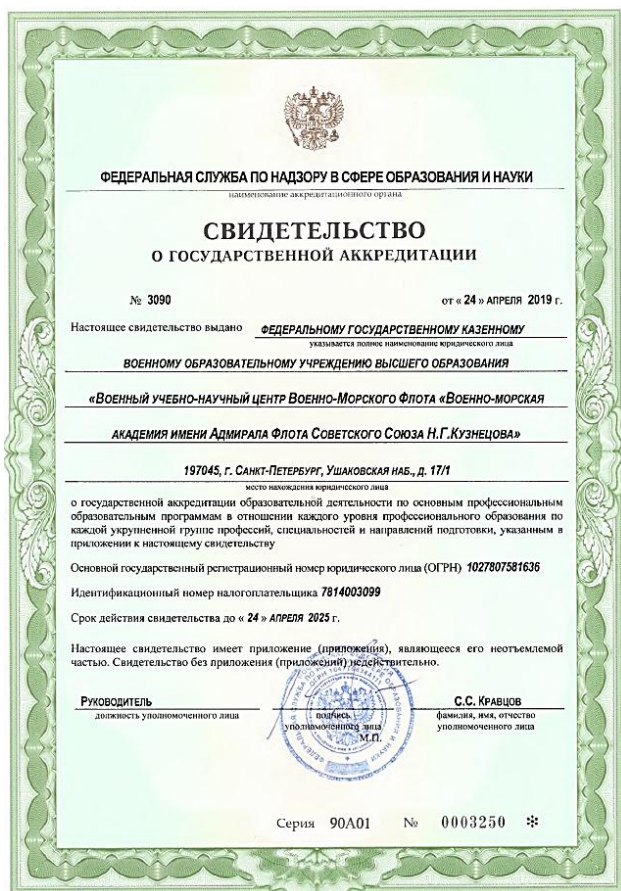 ФЕДЕРАЛЬНАЯ СЛУЖБА ПО НАДЗОРУ В СФЕРЕ ОБРАЗОВАНИЯ И НАУКИ
наименование аккредитационного органа
СВИДЕТЕЛЬСТВО
О ГОСУДАРСТВЕННОЙ АККРЕДИТАЦИИ
№ 3090 от « 24 » АПРЕЛЯ 2019 г.
Настоящее свидетельство выдано ФЕДЕРАЛЬНОМУ ГОСУДАРСТВЕННОМУ КАЗЕННОМУ
указывается полное наименование юридического лица
ВОЕННОМУ ОБРАЗОВАТЕЛЬНОМУ УЧРЕЖДЕНИЮ ВЫСШЕГО ОБРАЗОВАНИЯ
«ВОЕННЫЙ УЧЕБНО-НАУЧНЫЙ ЦЕНТР ВОЕННО-МОРСКОГО ФЛОТА «ВОЕННО-МОРСКАЯ
АКАДЕМИЯ ИМЕНИ АДМИРАЛА ФЛОТА СОВЕТСКОГО СОЮЗА Н.Г.КУЗНЕЦОВА»
197045, Г. САНКТ-ПЕТЕРБУРГ, УШАКОВСКАЯ НАБ., Д. 17/1
место нахождения юридического лица
о государственной аккредитации образовательной деятельности по основным профессиональным
образовательным программам в отношении каждого уровня профессионального образования по
каждой укрупненной группе профессий, специальностей и направлений подготовки, указанным в
приложении к настоящему свидетельству
Основной государственный регистрационный номер юридического лица (ОГРН) 1027807581636
Идентификационный номер налогоплательщика 7814003099
Срок действия свидетельства до « 24 » АПРЕЛЯ 2025 г.
Настоящее свидетельство имеет приложение (приложения), являющееся его неотъемлемой
частью. Свидетельство без приложения (приложений) недействительно.
РУКОВОДИТЕЛЬ С.С. КРАВЦОВ
должность уполномоченного лица подпись фамилия, имя, отчество
уполномоченного лица уполномоченного лица
М.П.
Серия 90А01 № 0003250